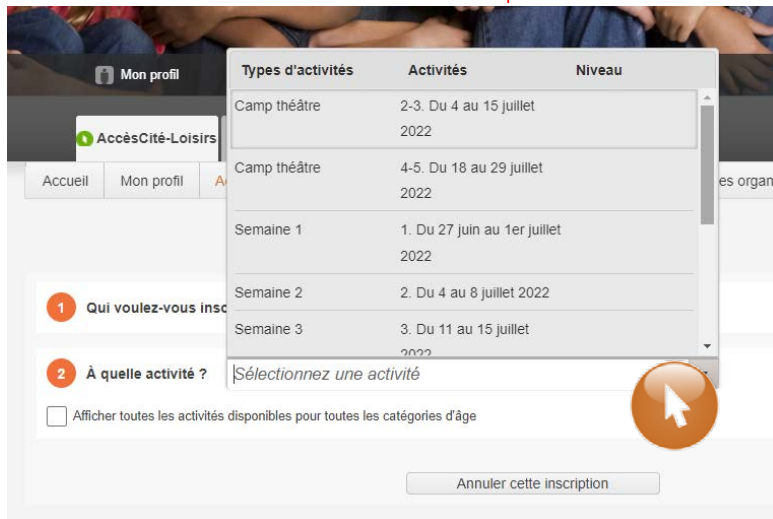 Mon profil
Types d'activités Activités Niveau
Camp théâtre 2-3. Du 4 au 15 juillet
2022
AccèsCité-Loisirs
Camp théâtre 4-5. Du 18 au 29 juillet
2022
Accueil Mon profil
Semaine 1 1. Du 27 juin au 1er juillet
2022
Semaine 2 2. Du 4 au 8 juillet 2022
1 Qui voulez-vous
Semaine 3 3. Du 11 au 15 juillet
2022
2 À quelle activité ? Sélectionnez une activité
Afficher toutes les activités disponibles pour toutes les catégories d'âge
Annuler cette inscription